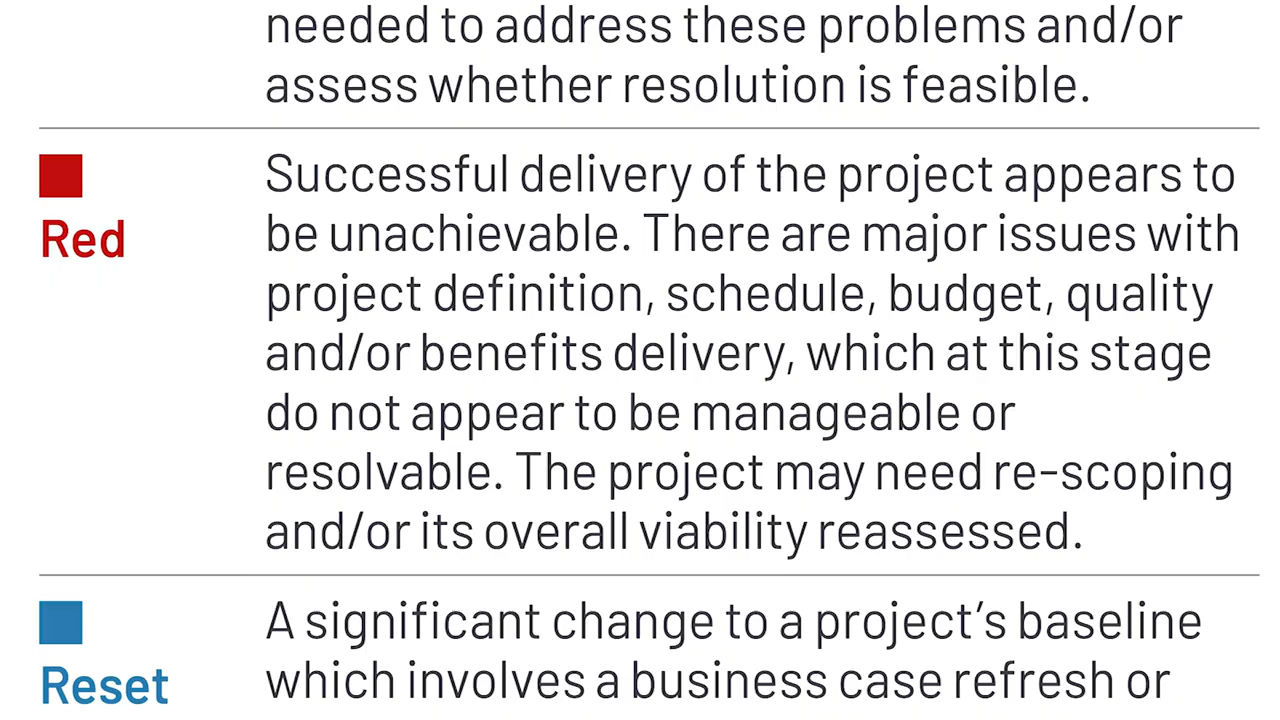 needed to address these problems and/or
assess whether resolution is feasible.
Red
Successful delivery of the project appears to
be unachievable. There are major issues with
project definition, schedule, budget, quality
and/or benefits delivery, which at this stage
do not appear to be manageable or
resolvable. The project may need re-scoping
and/or its overall viability reassessed.
Reset
A significant change to a project’s baseline
which involves a business case refresh or